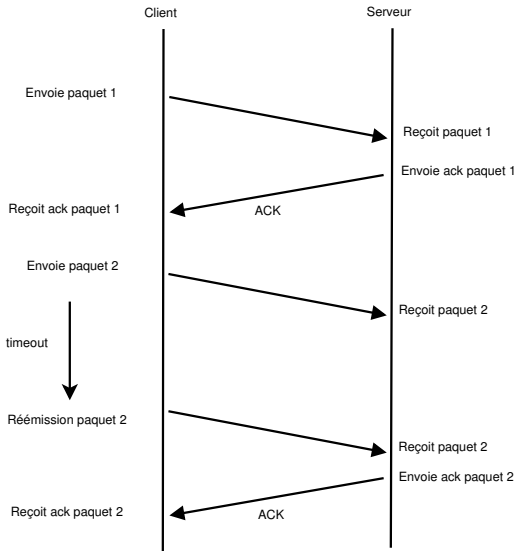 Client
Serveur
Envoie paquet 1
Reçoit paquet 1
Envoie ack paquet 1
Reçoit ack paquet 1
ACK
Envoie paquet 2
Reçoit paquet 2
timeout
Réémission paquet 2
Reçoit paquet 2
Envoie ack paquet 2
Reçoit ack paquet 2
ACK